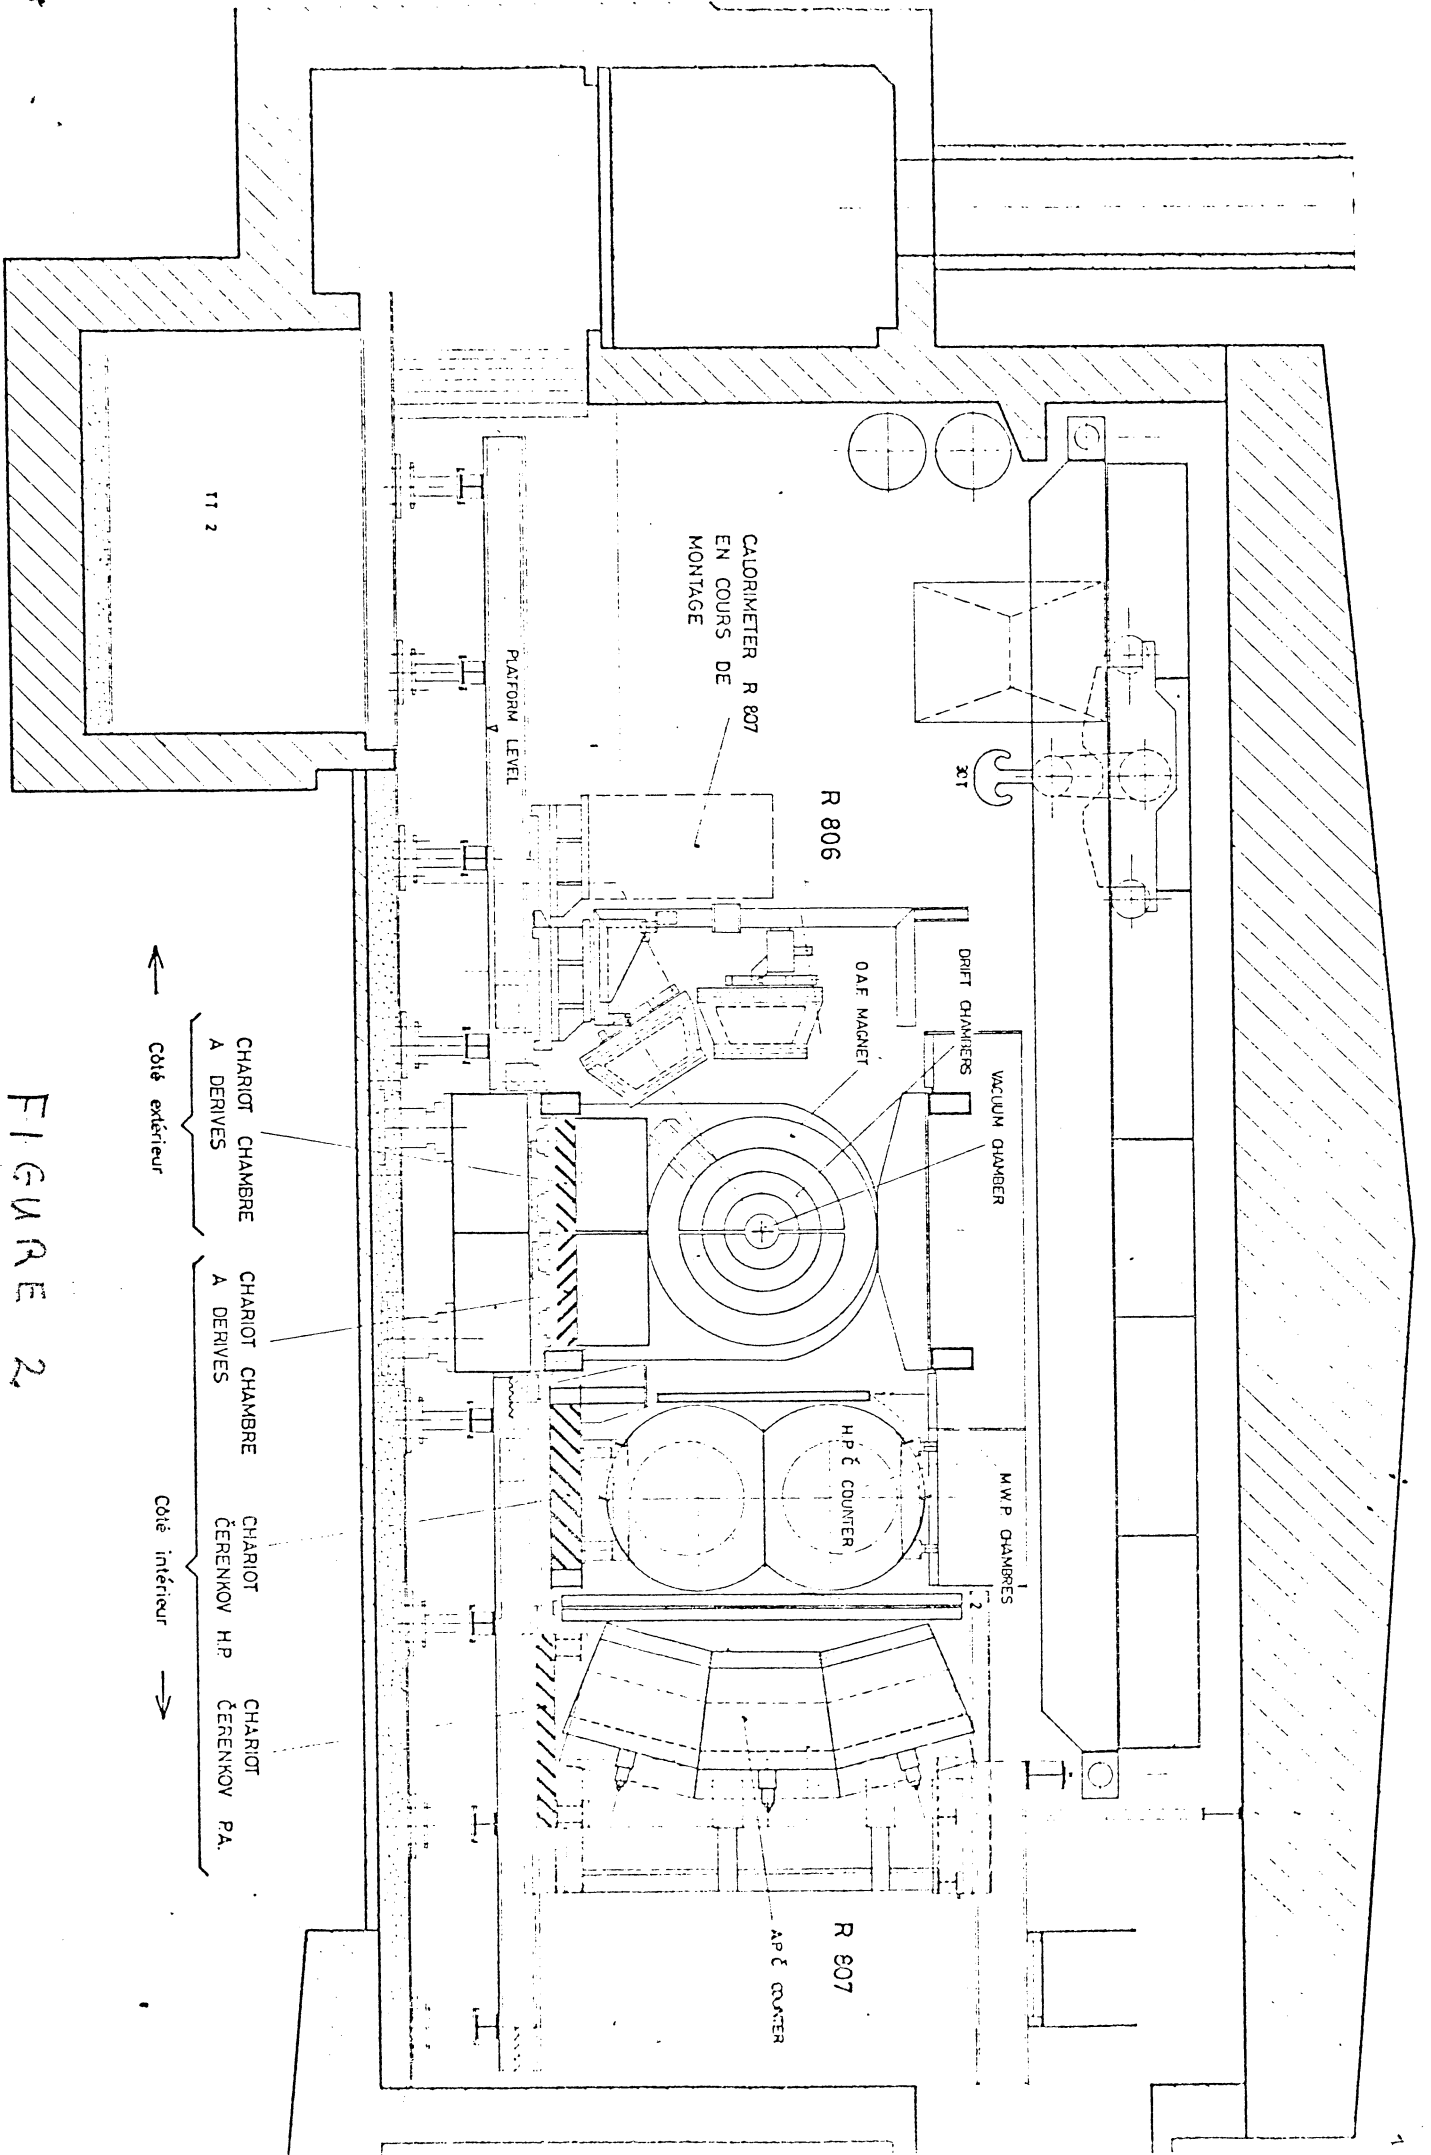 TT 2
PLATFORM LEVEL
CALORIMETER R 807
EN COURS DE
MONTAGE
R 806
30T
DRIFT CHAMBERS
O.A.F. MAGNET
VACUUM CHAMBER
M.W.P. CHAMBRES
H.P. Č COUNTER
2
R 807
A P Č COUNTER
CHARIOT CHAMBRE
A DERIVES
CHARIOT CHAMBRE
A DERIVES
CHARIOT
ČERENKOV H.P.
CHARIOT
ČERENKOV P.A.
← Côté extérieur
Côté intérieur →
FIGURE 2.